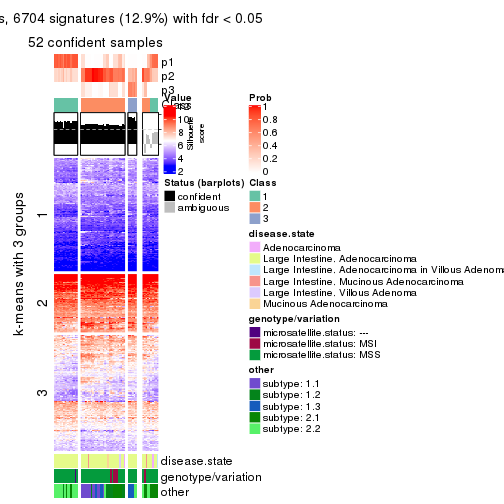 s, 6704 signatures (12.9%) with fdr < 0.05
52 confident samples
p1
p2
p3
Class
Silhouette
score
k-means with 3 groups
1
2
3
disease.state
genotype/variation
other
Value
10
8
6
4
2
Status (barplots)
confident
ambiguous
Prob
1
0.8
0.6
0.4
0.2
0
Class
1
2
3
disease.state
Adenocarcinoma
Large Intestine. Adenocarcinoma
Large Intestine. Adenocarcinoma in Villous Adenom
Large Intestine. Mucinous Adenocarcinoma
Large Intestine. Villous Adenoma
Mucinous Adenocarcinoma
genotype/variation
microsatellite.status: ---
microsatellite.status: MSI
microsatellite.status: MSS
other
subtype: 1.1
subtype: 1.2
subtype: 1.3
subtype: 2.1
subtype: 2.2